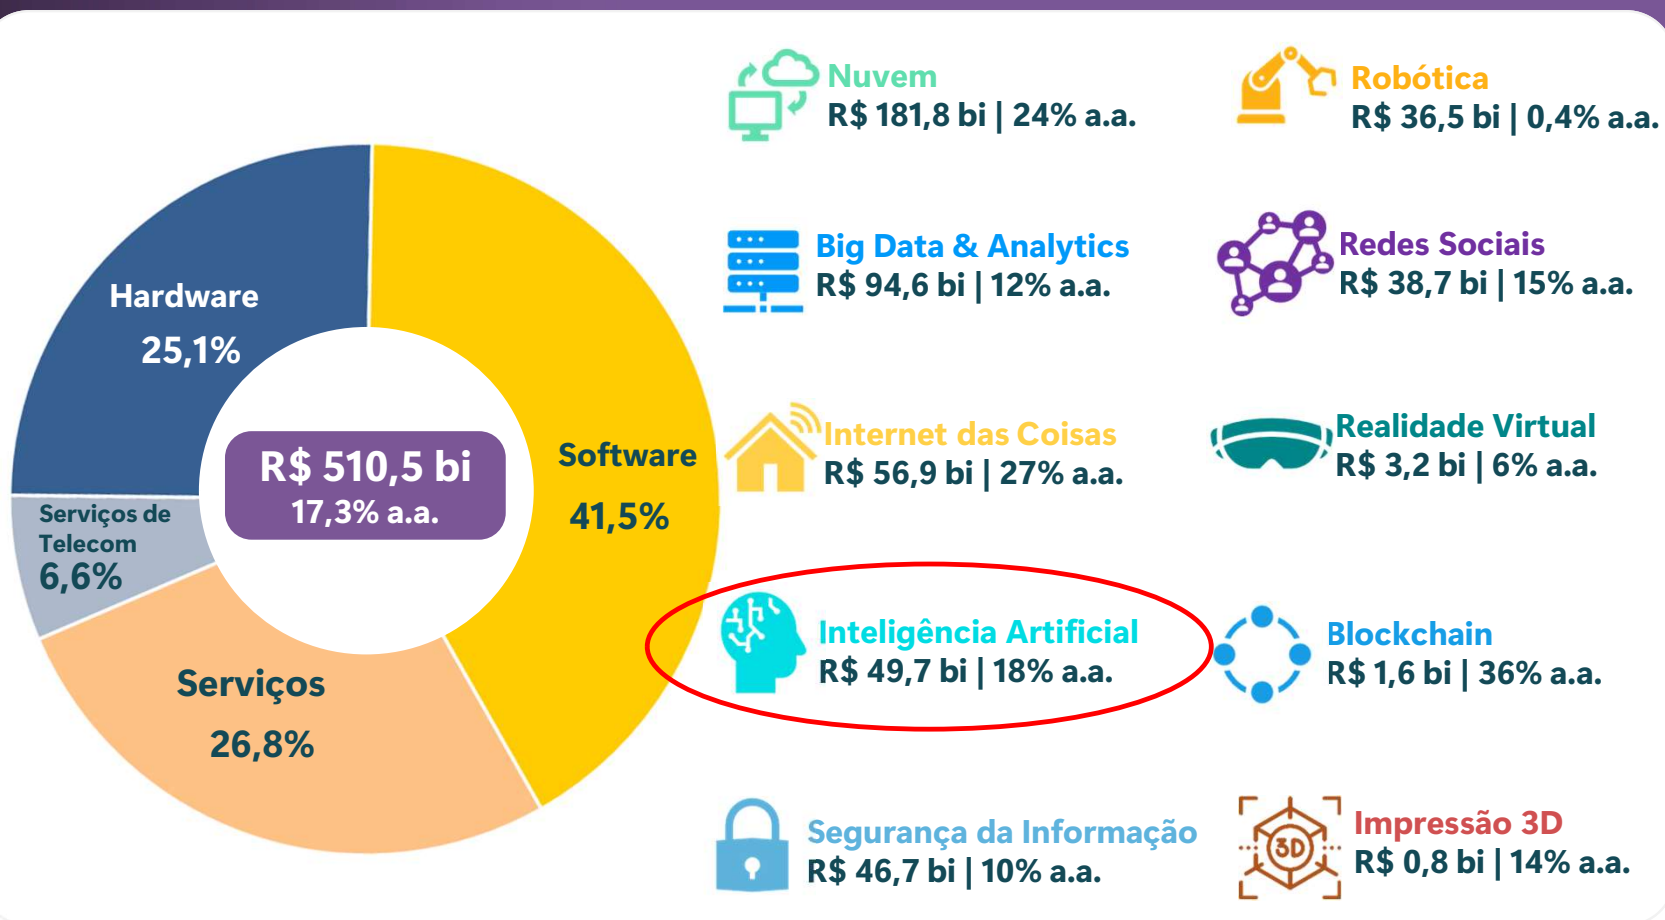 Hardware
25,1%
Serviços de
Telecom
6,6%
Serviços
26,8%
R$ 510,5 bi
17,3% a.a.
Software
41,5%
Nuvem
R$ 181,8 bi | 24% a.a.
Big Data & Analytics
R$ 94,6 bi | 12% a.a.
Internet das Coisas
R$ 56,9 bi | 27% a.a.
Inteligência Artificial
R$ 49,7 bi | 18% a.a.
Segurança da Informação
R$ 46,7 bi | 10% a.a.
Robótica
R$ 36,5 bi | 0,4% a.a.
Redes Sociais
R$ 38,7 bi | 15% a.a.
Realidade Virtual
R$ 3,2 bi | 6% a.a.
Blockchain
R$ 1,6 bi | 36% a.a.
3D
Impressão 3D
R$ 0,8 bi | 14% a.a.